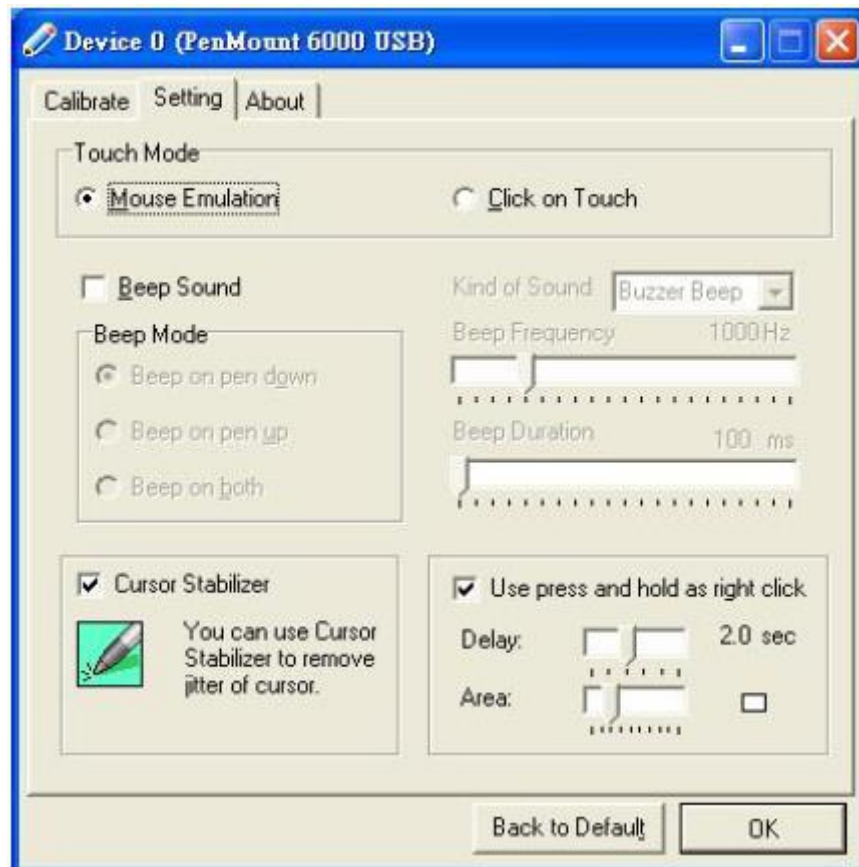 Device 0 (PenMount 6000 USB)
Calibrate Setting About
Touch Mode
Mouse Emulation Click on Touch
Beep Sound
Kind of Sound Buzzer Beep
Beep Mode
Beep Frequency 1000Hz
Beep on pen down
Beep on pen up
Beep Duration 100 ms
Beep on both
Cursor Stabilizer
You can use Cursor
Stabilizer to remove
jitter of cursor.
Use press and hold as right click
Delay: 2.0 sec
Area:
Back to Default OK